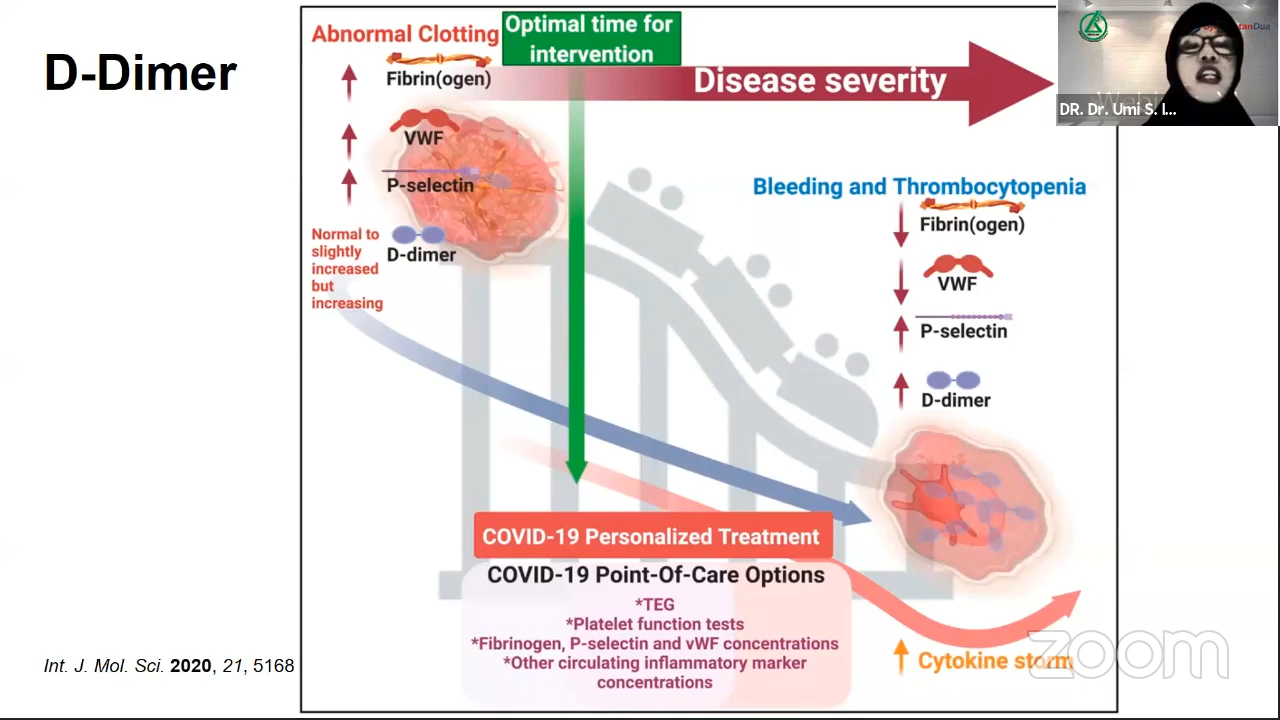 D-Dimer
Abnormal Clotting
Fibrin(ogen)
VWF
P-selectin
Normal to
slightly
increased
but
increasing
D-dimer
Optimal time for
intervention
Disease severity
Bleeding and Thrombocytopenia
Fibrin(ogen)
VWF
P-selectin
D-dimer
COVID-19 Personalized Treatment
COVID-19 Point-Of-Care Options
*TEG
*Platelet function tests
*Fibrinogen, P-selectin and vWF concentrations
*Other circulating inflammatory marker
concentrations
Cytokine storm
Int. J. Mol. Sci. 2020, 21, 5168
DR. Dr. Umi S. I...
zoom